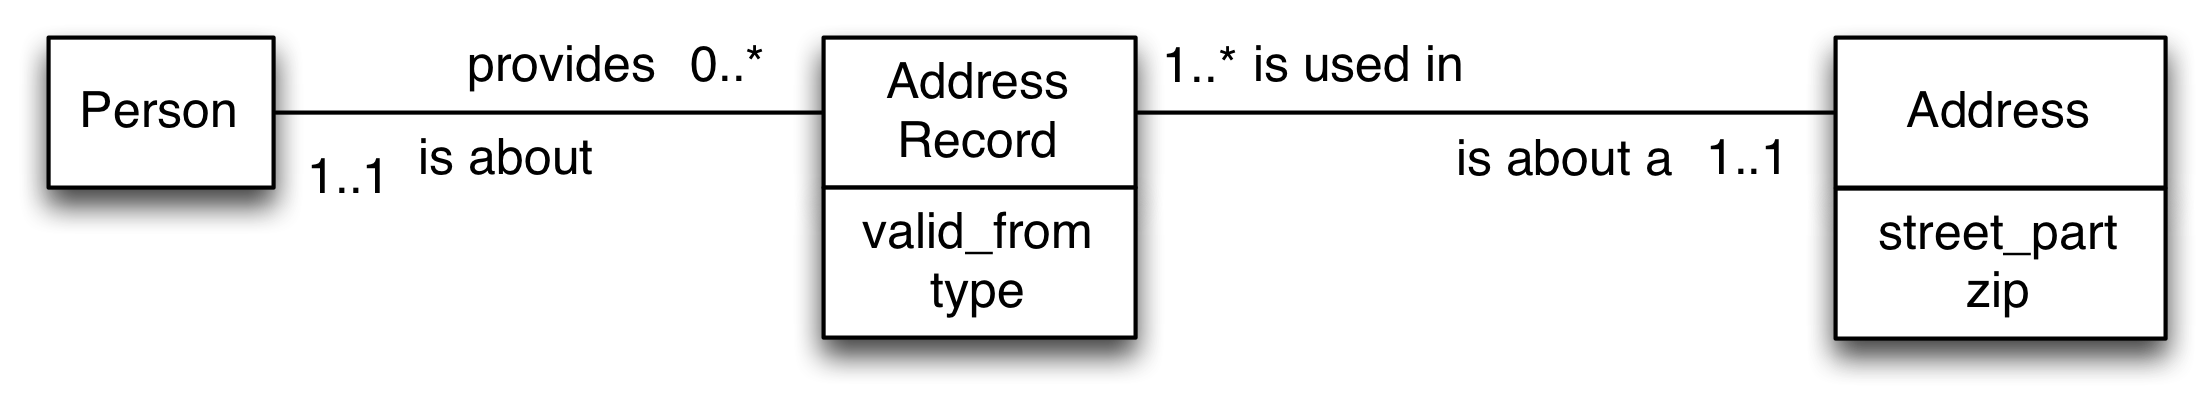 Person
provides 0..*
is about
1..1
Address
Record
valid_from
type
1..* is used in
is about a 1..1
Address
street_part
zip